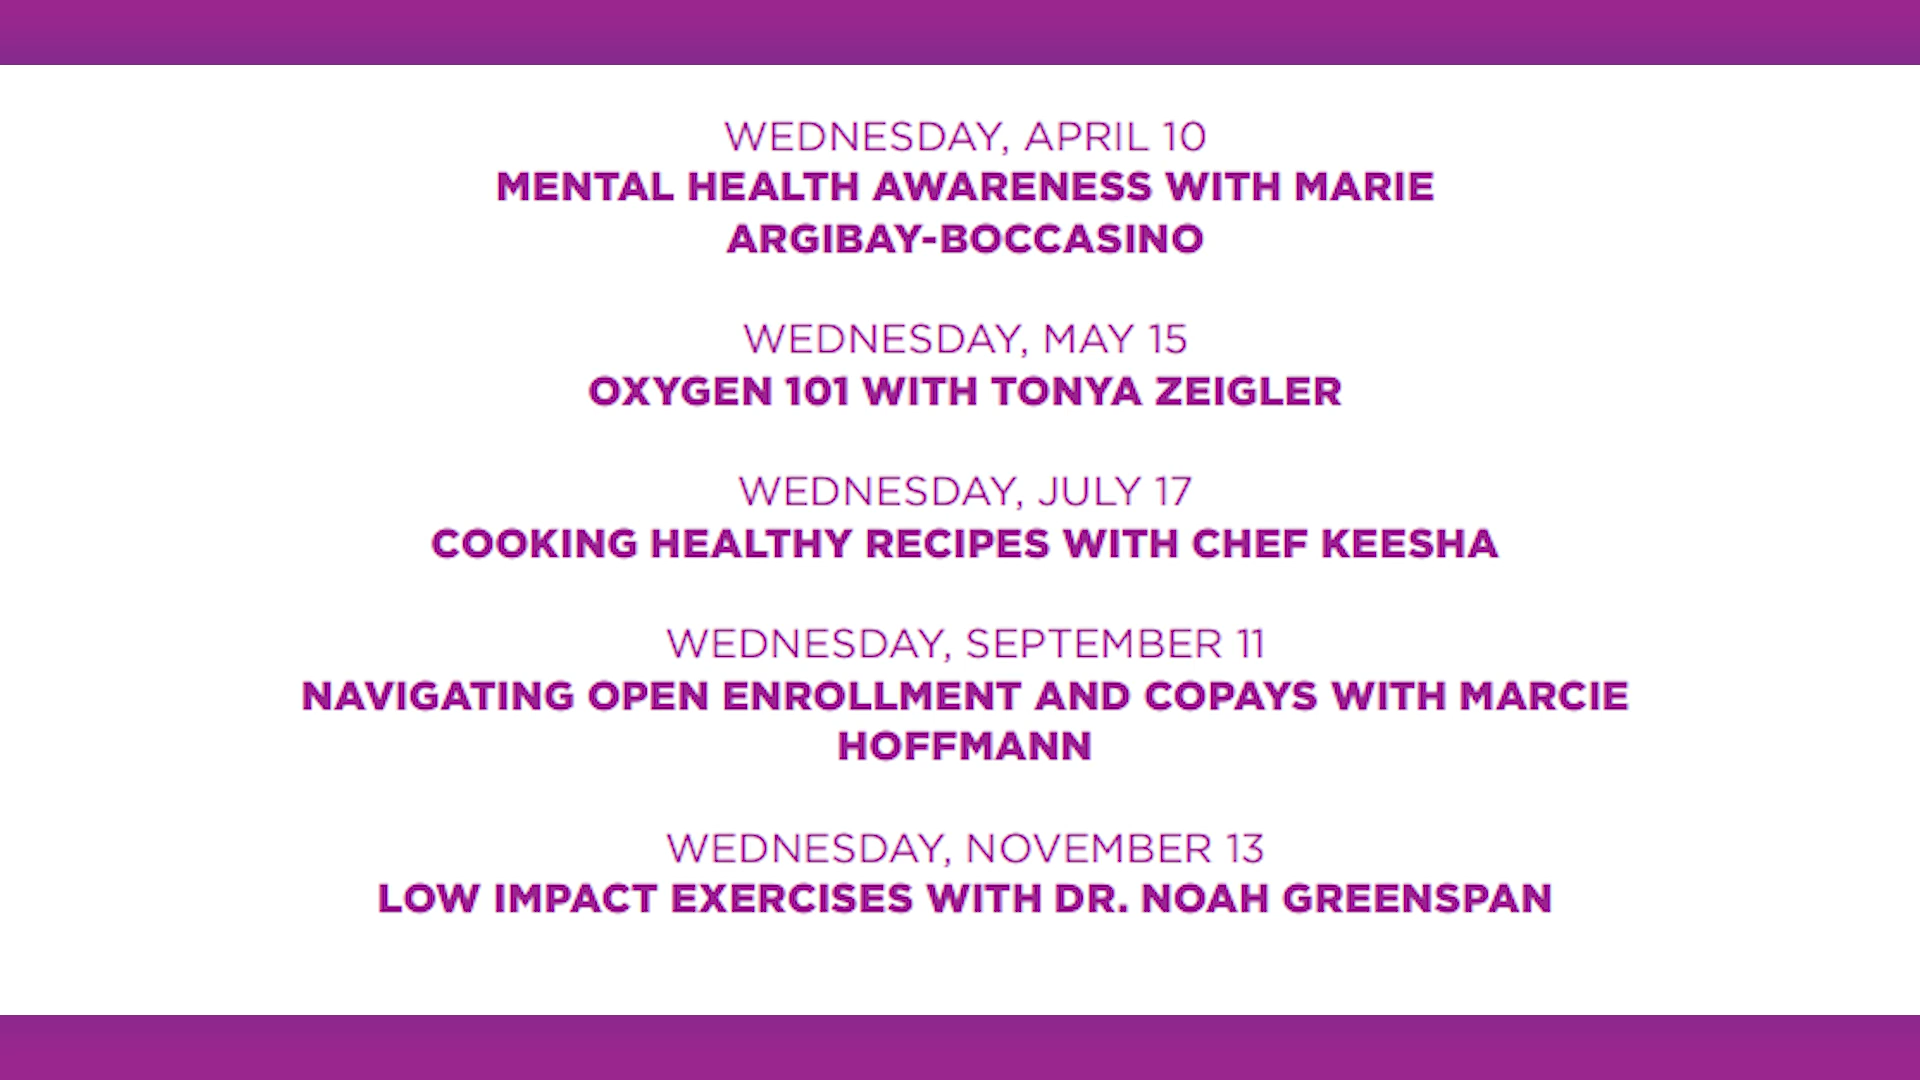 WEDNESDAY, APRIL 10
MENTAL HEALTH AWARENESS WITH MARIE
ARGIBAY-BOCCASINO
WEDNESDAY, MAY 15
OXYGEN 101 WITH TONYA ZEIGLER
WEDNESDAY, JULY 17
COOKING HEALTHY RECIPES WITH CHEF KEESHA
WEDNESDAY, SEPTEMBER 11
NAVIGATING OPEN ENROLLMENT AND COPAYS WITH MARCIE
HOFFMANN
WEDNESDAY, NOVEMBER 13
LOW IMPACT EXERCISES WITH DR. NOAH GREENSPAN